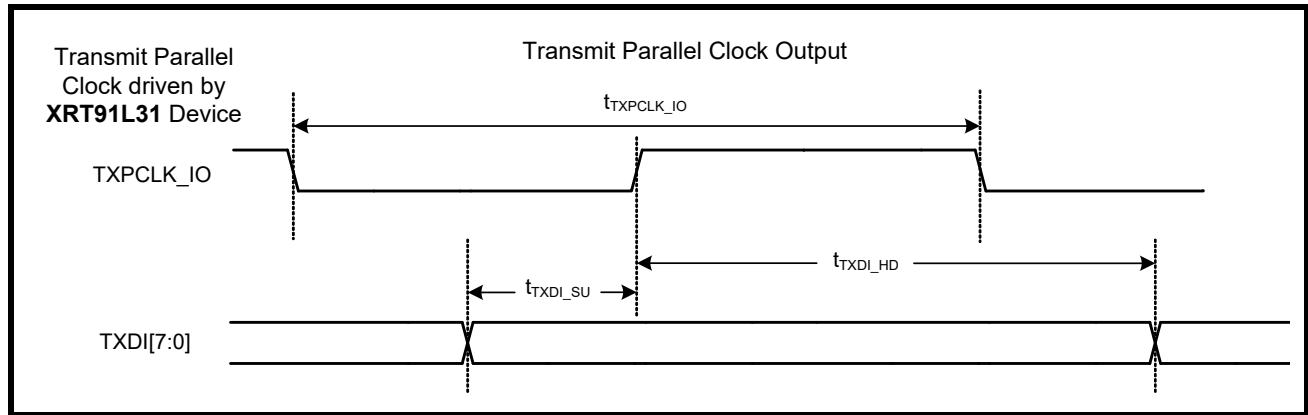 Transmit Parallel
Clock driven by
XRT91L31 Device
Transmit Parallel Clock Output
tTXPCLK_IO
TXPCLK_IO
tTXDI_HD
tTXDI_SU
TXDI[7:0]